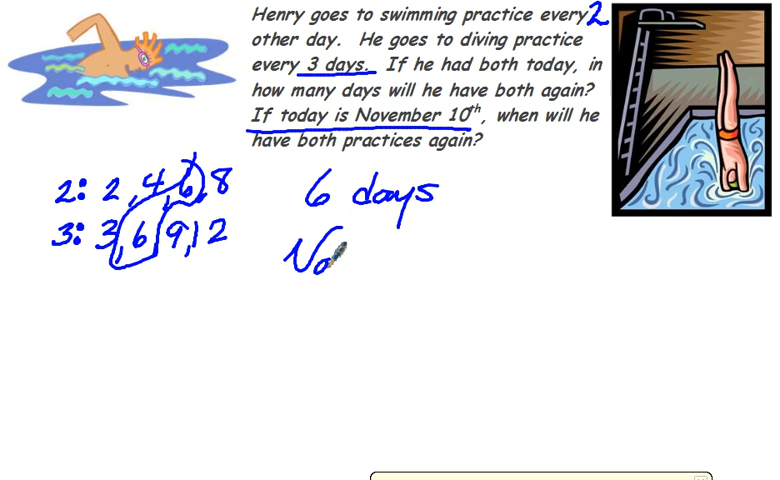 Henry goes to swimming practice every 2
other day. He goes to diving practice
every 3 days. If he had both today, in
how many days will he have both again?
If today is November 10th, when will he
have both practices again?
2: 2, 4, 6, 8
3: 3, 6, 9, 12
6 days
No